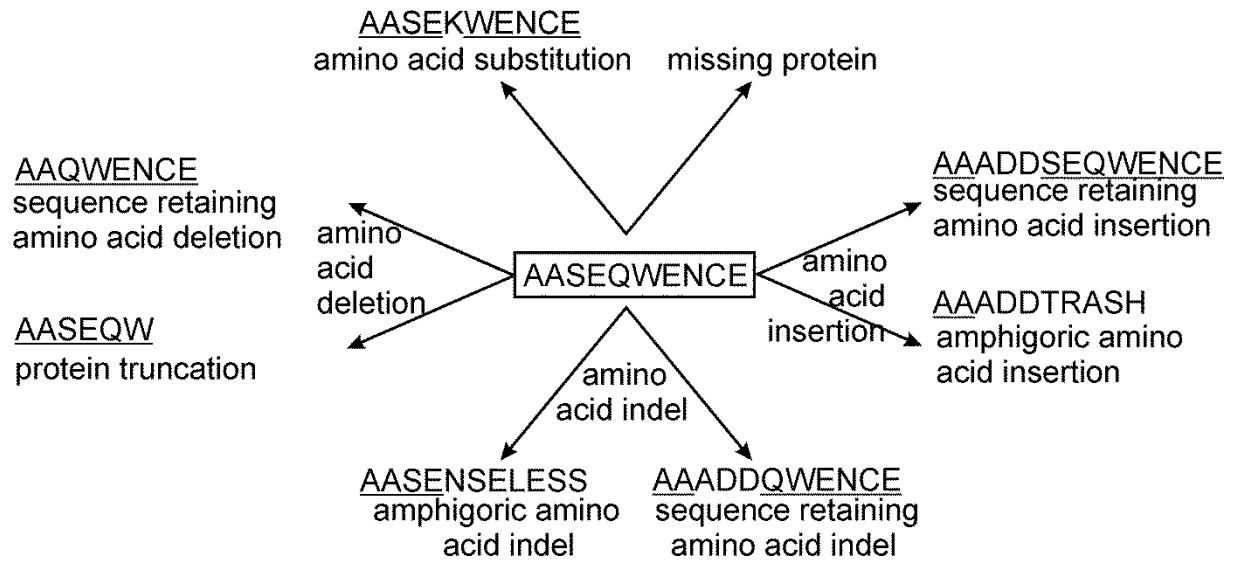 AASEKWENCE
amino acid substitution
missing protein
AAQWENCE
sequence retaining
amino acid deletion
AAADDSEQWENCE
sequence retaining
amino acid insertion
amino
acid
deletion
AASEQWENCE
amino
acid
insertion
AASEQW
protein truncation
AAADDTRASH
amphigoric amino
acid insertion
amino
acid indel
AASENSELESS
amphigoric amino
acid indel
AAADDQWENCE
sequence retaining
amino acid indel